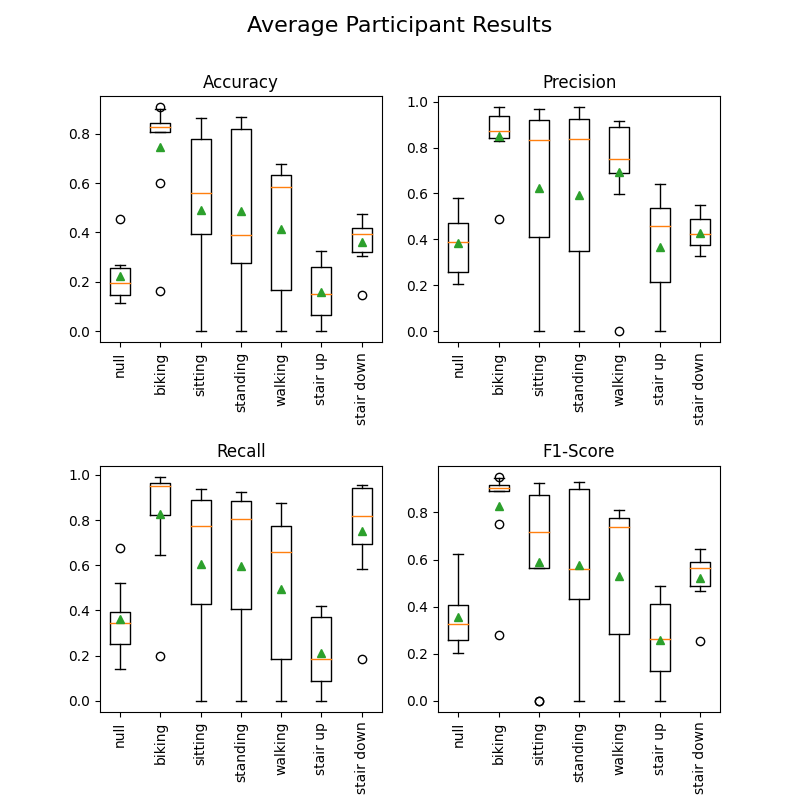 Average Participant Results
Accuracy
0.8
0.6
0.4
0.2
0.0
null
biking
sitting
standing
walking
stair up
stair down
Precision
1.0
0.8
0.6
0.4
0.2
0.0
null
biking
sitting
standing
walking
stair up
stair down
Recall
1.0
0.8
0.6
0.4
0.2
0.0
null
biking
sitting
standing
walking
stair up
stair down
F1-Score
0.8
0.6
0.4
0.2
0.0
null
biking
sitting
standing
walking
stair up
stair down